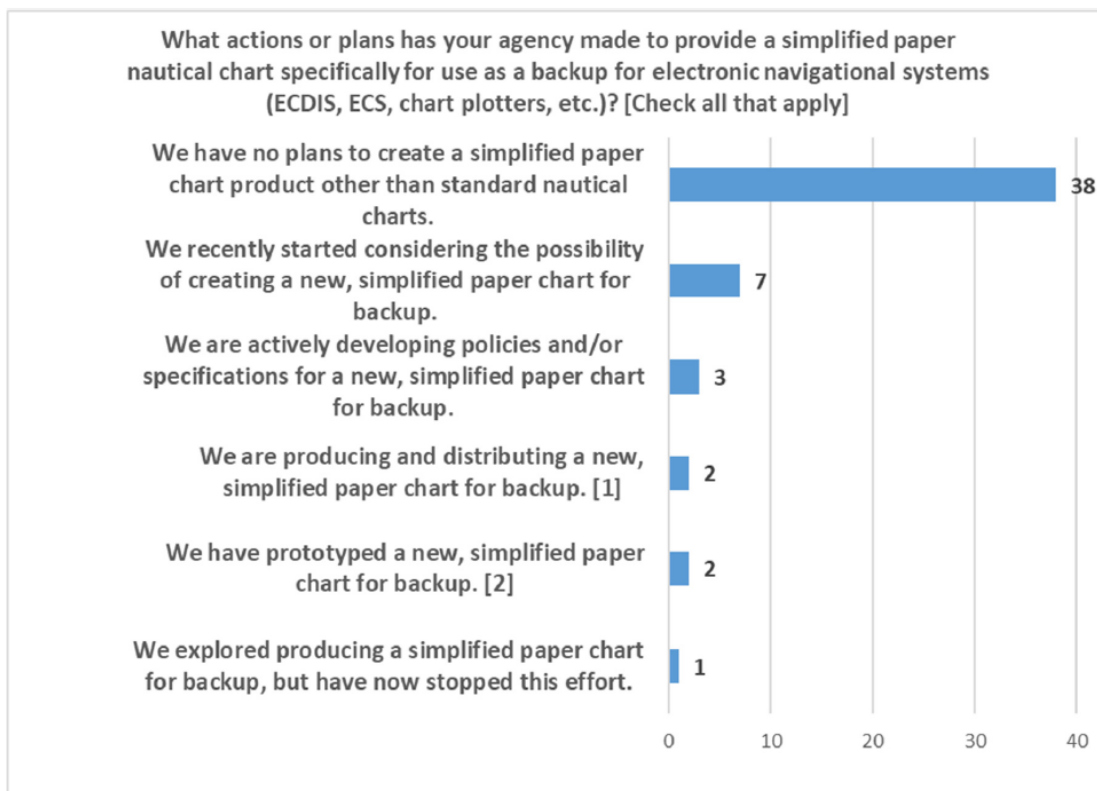 What actions or plans has your agency made to provide a simplified paper
nautical chart specifically for use as a backup for electronic navigational systems
(ECDIS, ECS, chart plotters, etc.)? [Check all that apply]
We have no plans to create a simplified paper
chart product other than standard nautical
charts.
38
We recently started considering the possibility
of creating a new, simplified paper chart for
backup.
7
We are actively developing policies and/or
specifications for a new, simplified paper chart
for backup.
3
We are producing and distributing a new,
simplified paper chart for backup. [1]
2
We have prototyped a new, simplified paper
chart for backup. [2]
2
We explored producing a simplified paper chart
for backup, but have now stopped this effort.
1
0 10 20 30 40